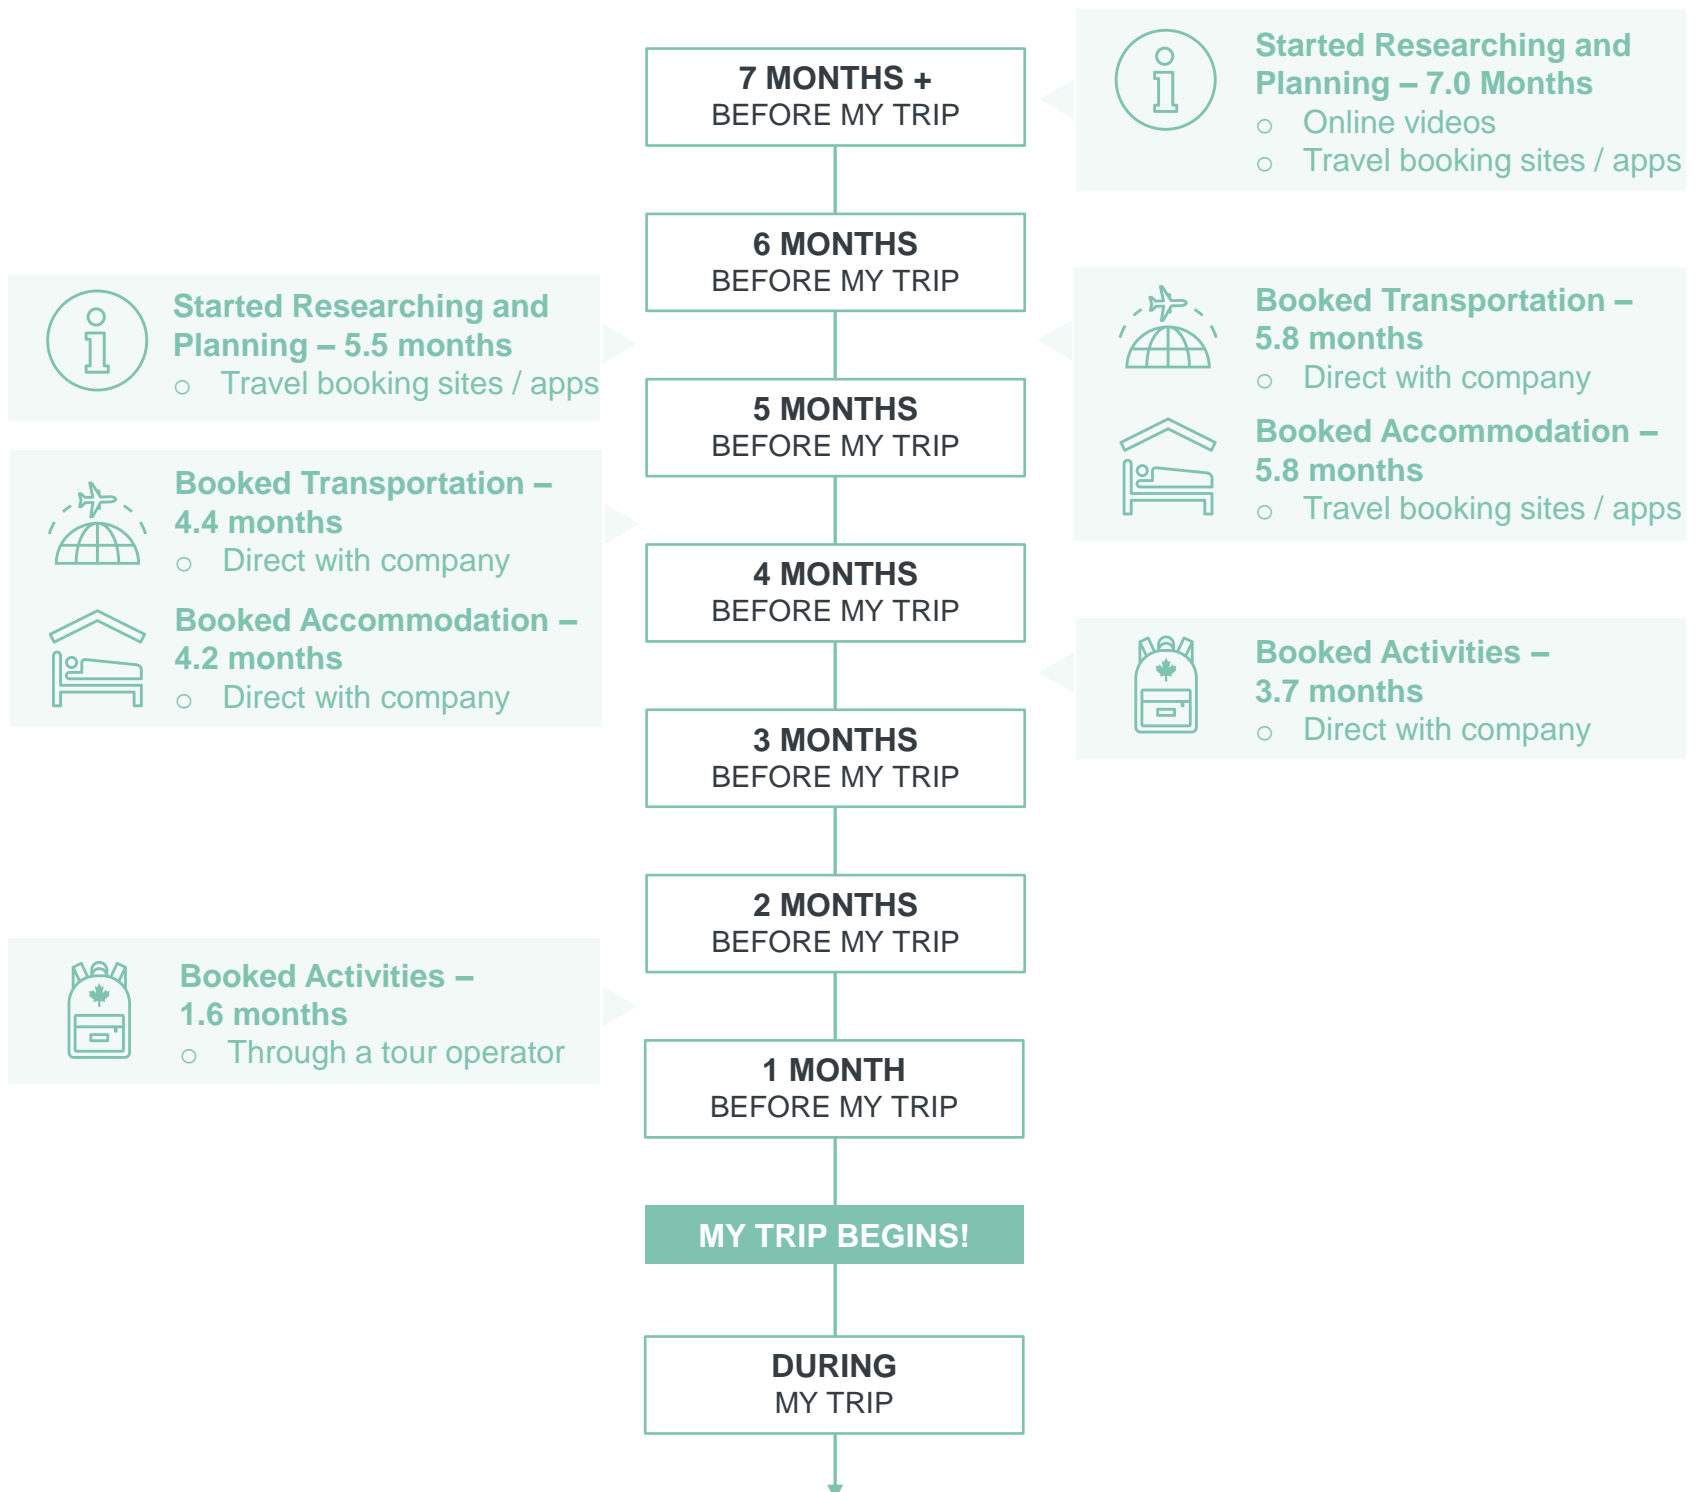 7 MONTHS +
BEFORE MY TRIP
Started Researching and
Planning – 7.0 Months
○ Online videos
○ Travel booking sites / apps
6 MONTHS
BEFORE MY TRIP
Started Researching and
Planning – 5.5 months
○ Travel booking sites / apps
Booked Transportation –
5.8 months
○ Direct with company
Booked Accommodation –
5.8 months
○ Travel booking sites / apps
5 MONTHS
BEFORE MY TRIP
Booked Transportation –
4.4 months
○ Direct with company
Booked Accommodation –
4.2 months
○ Direct with company
4 MONTHS
BEFORE MY TRIP
Booked Activities –
3.7 months
○ Direct with company
3 MONTHS
BEFORE MY TRIP
2 MONTHS
BEFORE MY TRIP
Booked Activities –
1.6 months
○ Through a tour operator
1 MONTH
BEFORE MY TRIP
MY TRIP BEGINS!
DURING
MY TRIP